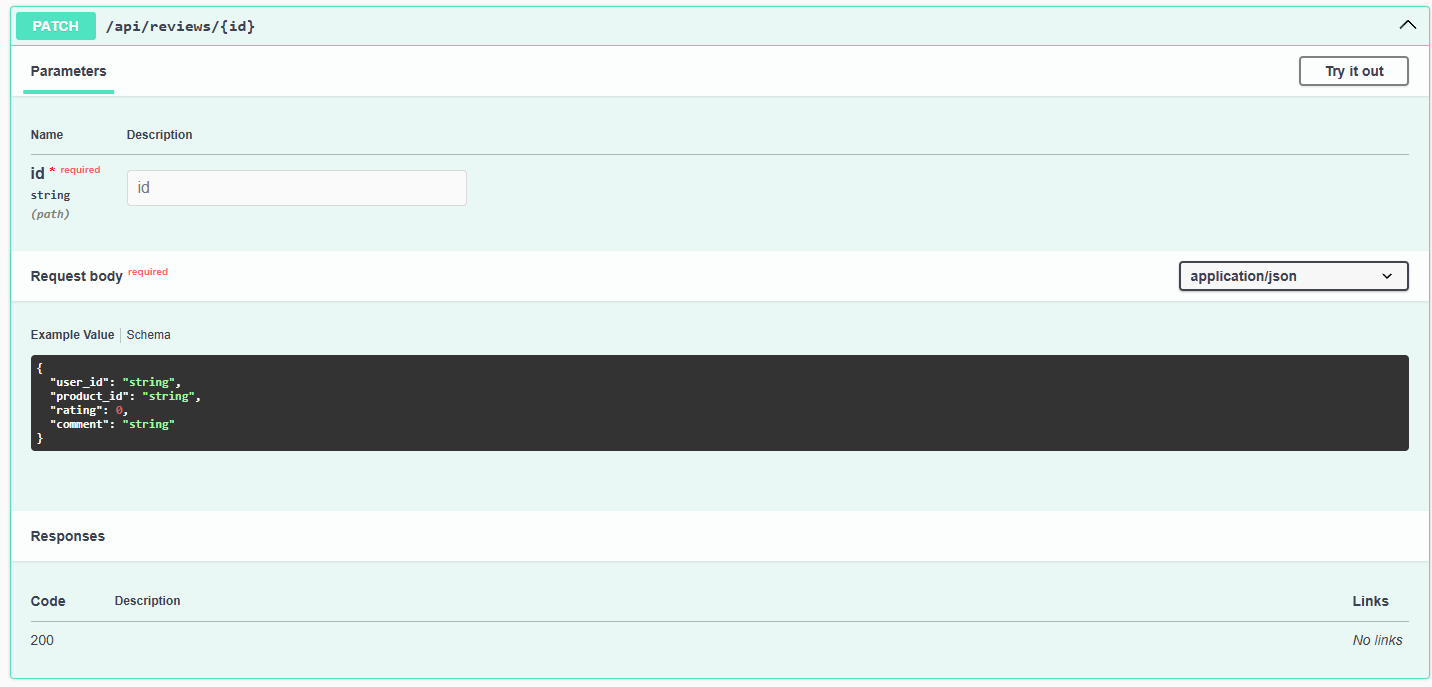 PATCH /api/reviews/{id}
Parameters
Try it out
Name Description
id * required
string
(path)
id
Request body required
application/json
Example Value Schema
{
  "user_id": "string",
  "product_id": "string",
  "rating": 0,
  "comment": "string"
}
Responses
Code Description Links
200 No links